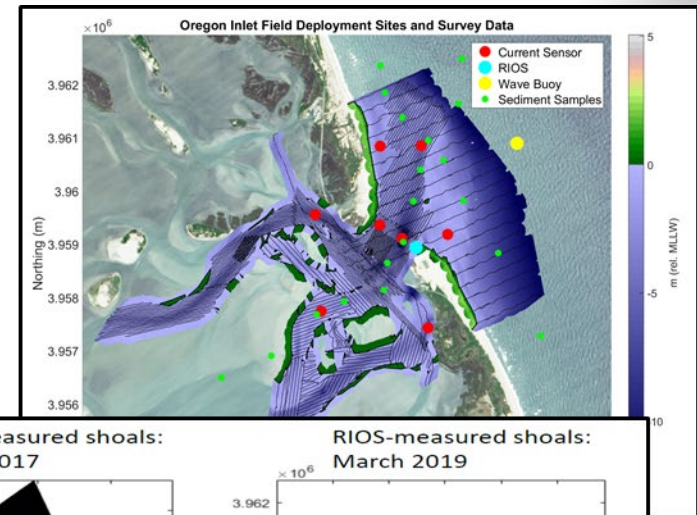 Oregon Inlet Field Deployment Sites and Survey Data
× 10⁶
Current Sensor
RIOS
Wave Buoy
Sediment Samples
3.962
3.961
3.96
3.959
3.958
3.957
3.956
Northing (m)
5
0
-5
10
m (rel. MLLW)
easured shoals:
017
RIOS-measured shoals:
March 2019
× 10⁶
3.962